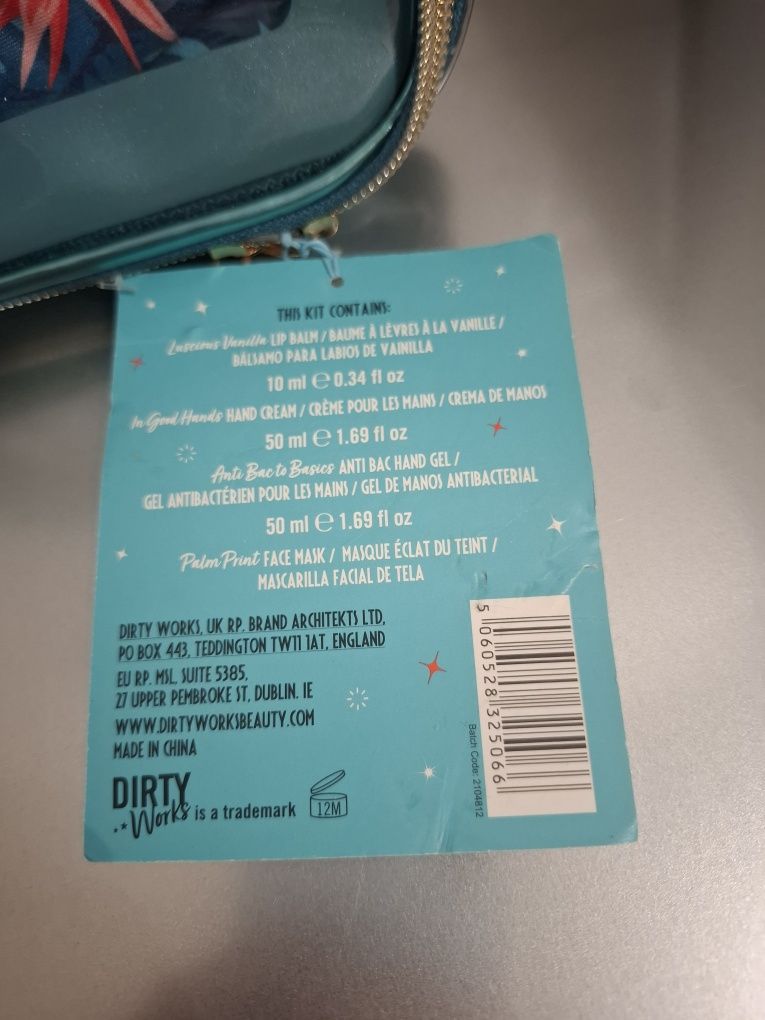 THIS KIT CONTAINS:
Luscious Vanilla LIP BALM / BAUME À LÈVRES À LA VANILLE /
BÁLSAMO PARA LABIOS DE VAINILLA
10 ml ℮ 0.34 fl oz
In Good Hands HAND CREAM / CRÈME POUR LES MAINS / CREMA DE MANOS
50 ml ℮ 1.69 fl oz
Anti Bac to Basics ANTI BAC HAND GEL /
GEL ANTIBACTÉRIEN POUR LES MAINS / GEL DE MANOS ANTIBACTERIAL
50 ml ℮ 1.69 fl oz
Palm Print FACE MASK / MASQUE ÉCLAT DU TEINT /
MASCARILLA FACIAL DE TELA
DIRTY WORKS, UK RP. BRAND ARCHITEKTS LTD,
PO BOX 443, TEDDINGTON TW11 1AT, ENGLAND
EU RP. MSL SUITE 5385,
27 UPPER PEMBROKE ST, DUBLIN. IE
WWW.DIRTYWORKSBEAUTY.COM
MADE IN CHINA
DIRTY
Works is a trademark
12M
5 060528 325066
Batch Code: 2104812